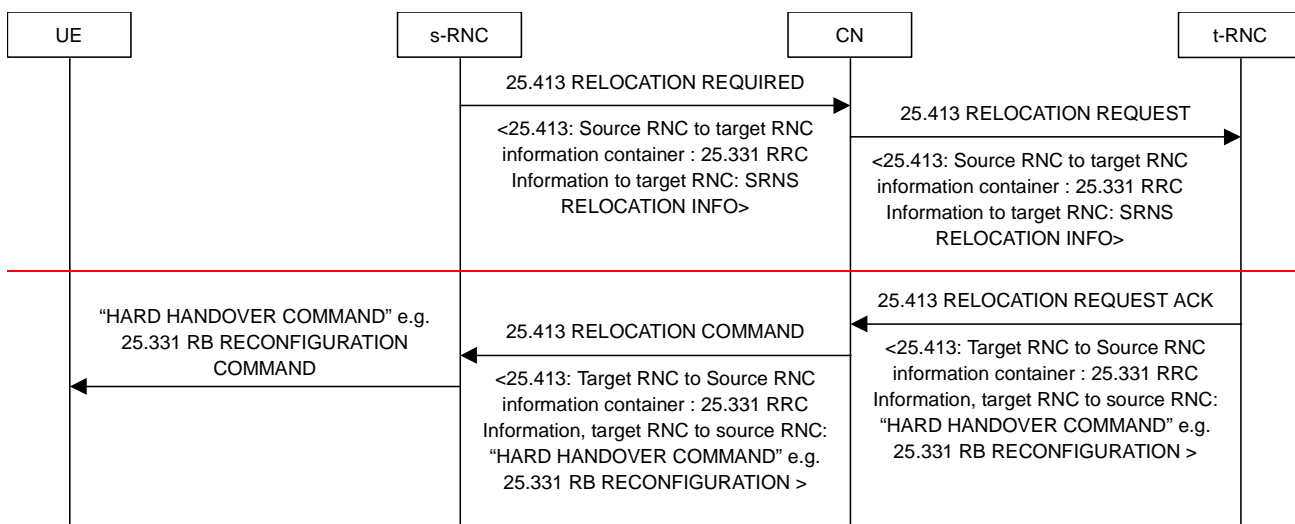 UE
s-RNC
CN
t-RNC
25.413 RELOCATION REQUIRED
<25.413: Source RNC to target RNC
information container : 25.331 RRC
Information to target RNC: SRNS
RELOCATION INFO>
25.413 RELOCATION REQUEST
<25.413: Source RNC to target RNC
information container : 25.331 RRC
Information to target RNC: SRNS
RELOCATION INFO>
25.413 RELOCATION REQUEST ACK
<25.413: Target RNC to Source RNC
information container : 25.331 RRC
Information, target RNC to source RNC:
“HARD HANDOVER COMMAND” e.g.
25.331 RB RECONFIGURATION >
25.413 RELOCATION COMMAND
<25.413: Target RNC to Source RNC
information container : 25.331 RRC
Information, target RNC to source RNC:
“HARD HANDOVER COMMAND” e.g.
25.331 RB RECONFIGURATION >
“HARD HANDOVER COMMAND” e.g.
25.331 RB RECONFIGURATION
COMMAND